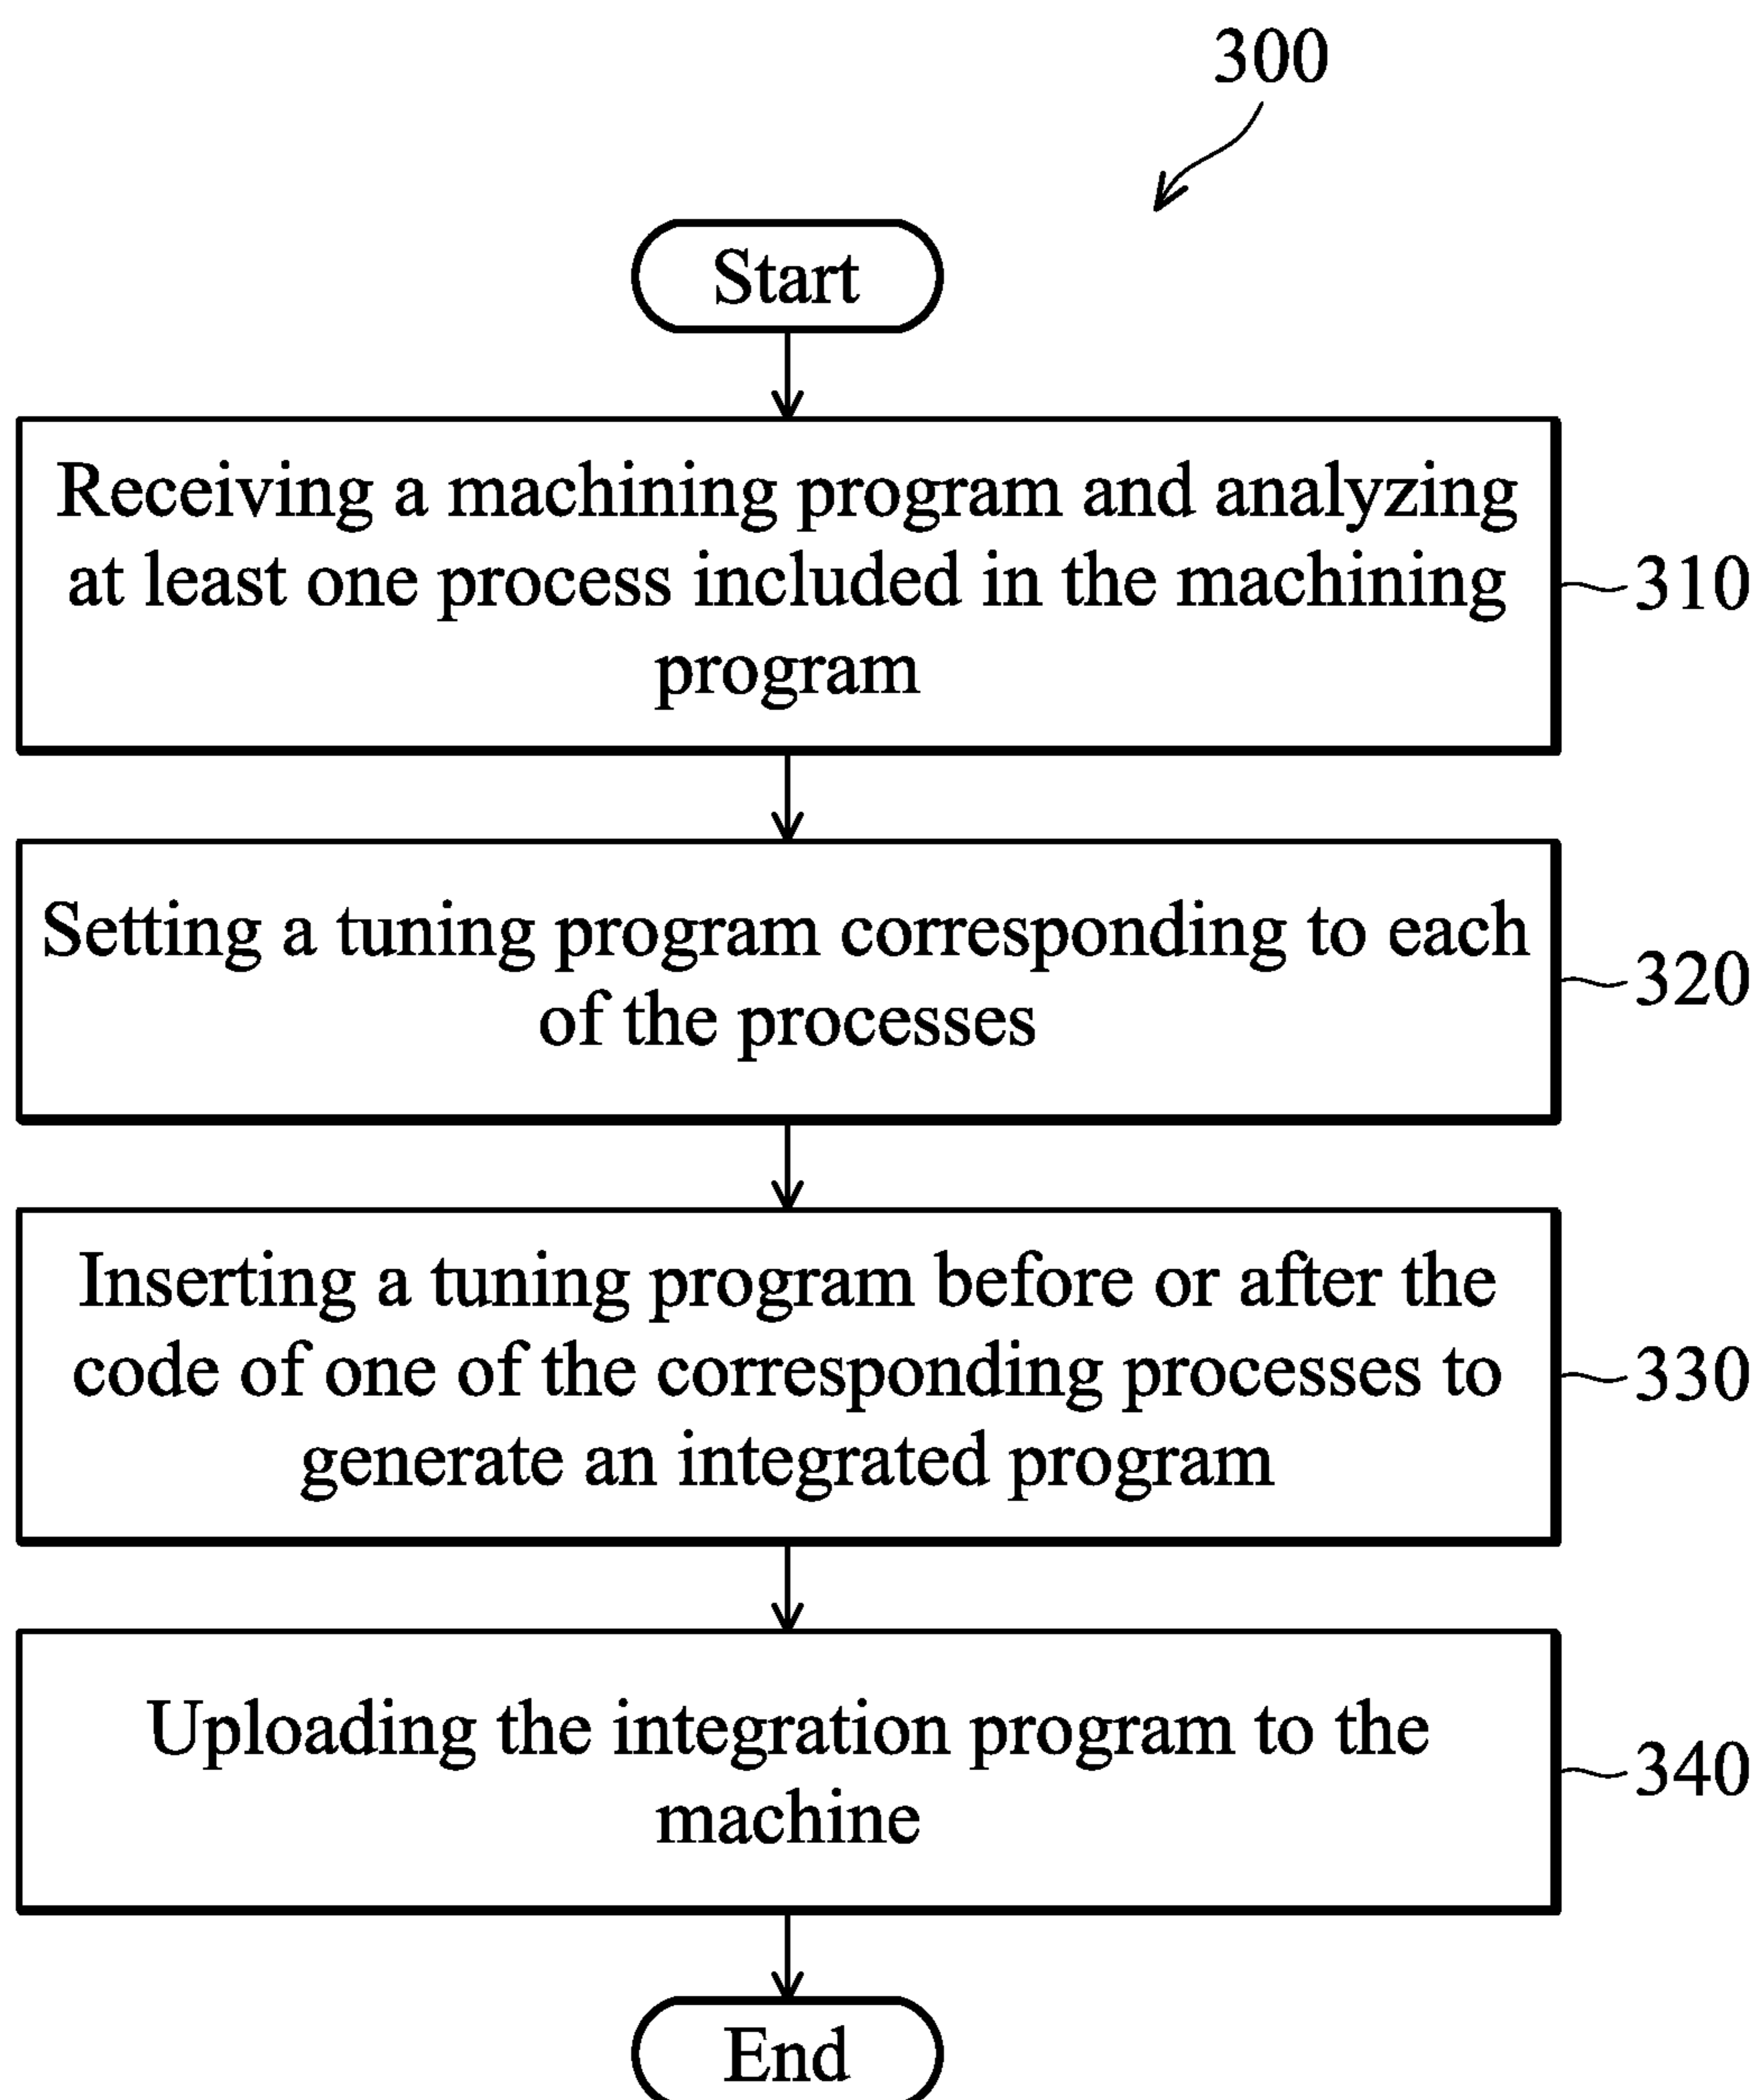 300
Start
Receiving a machining program and analyzing
at least one process included in the machining
program
310
Setting a tuning program corresponding to each
of the processes
320
Inserting a tuning program before or after the
code of one of the corresponding processes to
generate an integrated program
330
Uploading the integration program to the
machine
340
End